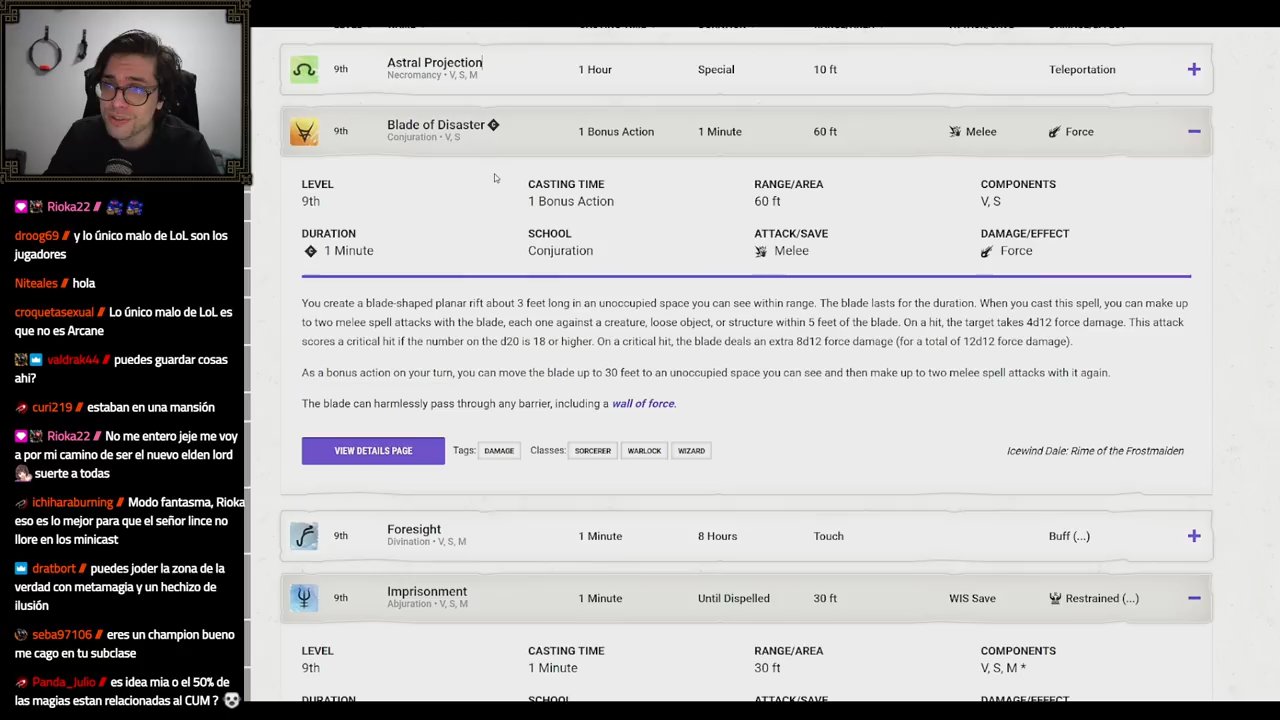 9th
Astral Projection
Necromancy • V, S, M
1 Hour
Special
10 ft
Teleportation
9th
Blade of Disaster
Conjuration • V, S
1 Bonus Action
1 Minute
60 ft
Melee
Force
LEVEL
9th
CASTING TIME
1 Bonus Action
RANGE/AREA
60 ft
COMPONENTS
V, S
DURATION
1 Minute
SCHOOL
Conjuration
ATTACK/SAVE
Melee
DAMAGE/EFFECT
Force
You create a blade-shaped planar rift about 3 feet long in an unoccupied space you can see within range. The blade lasts for the duration. When you cast this spell, you can make up
to two melee spell attacks with the blade, each one against a creature, loose object, or structure within 5 feet of the blade. On a hit, the target takes 4d12 force damage. This attack
scores a critical hit if the number on the d20 is 18 or higher. On a critical hit, the blade deals an extra 8d12 force damage (for a total of 12d12 force damage).
As a bonus action on your turn, you can move the blade up to 30 feet to an unoccupied space you can see and then make up to two melee spell attacks with it again.
The blade can harmlessly pass through any barrier, including a wall of force.
VIEW DETAILS PAGE
Tags: DAMAGE
Classes: SORCERER WARLOCK WIZARD
Icewind Dale: Rime of the Frostmaiden
9th
Foresight
Divination • V, S, M
1 Minute
8 Hours
Touch
Buff (...)
9th
Imprisonment
Abjuration • V, S, M
1 Minute
Until Dispelled
30 ft
WIS Save
Restrained (...)
LEVEL
9th
CASTING TIME
1 Minute
RANGE/AREA
30 ft
COMPONENTS
V, S, M *
Rioka22 //
droog69 // y lo único malo de LoL son los
jugadores
Niteales // hola
croquetasexual // Lo único malo de LoL es
que no es Arcane
valdrak44 // puedes guardar cosas
ahi?
curi219 // estaban en una mansión
Rioka22 // No me entero jeje me voy
a por mi camino de ser el nuevo elden lord
suerte a todas
ichiharaburning // Modo fantasma, Rioka
eso es lo mejor para que el señor lince no
llore en los minicast
dratbort // puedes joder la zona de la
verdad con metamagia y un hechizo de
ilusión
seba97106 // eres un champion bueno
me cago en tu subclase
Panda_Julio // es idea mia o el 50% de
las magias estan relacionadas al CUM ?